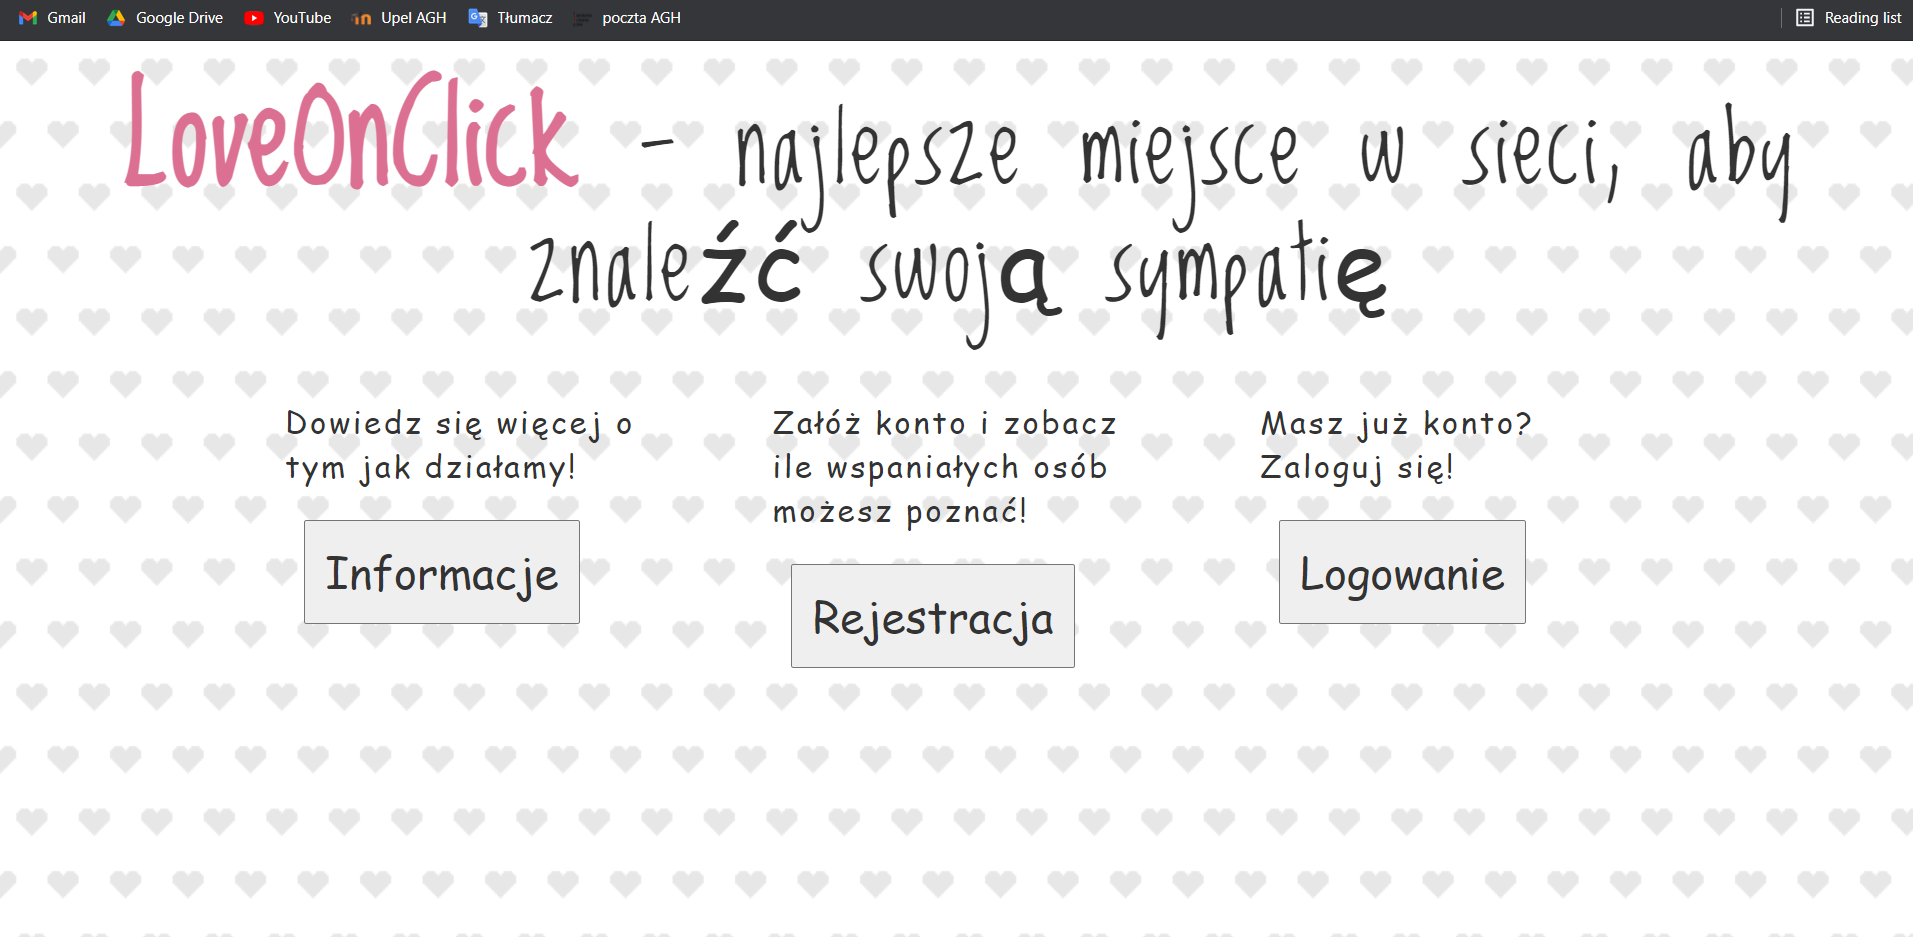 Gmail Google Drive YouTube Upel AGH Tłumacz poczta AGH Reading list
LoveOnClick - najlepsze miejsce w sieci, aby
znaleźć swoją sympatię
Dowiedz się więcej o
tym jak działamy!
Informacje
Załóż konto i zobacz
ile wspaniałych osób
możesz poznać!
Rejestracja
Masz już konto?
Zaloguj się!
Logowanie